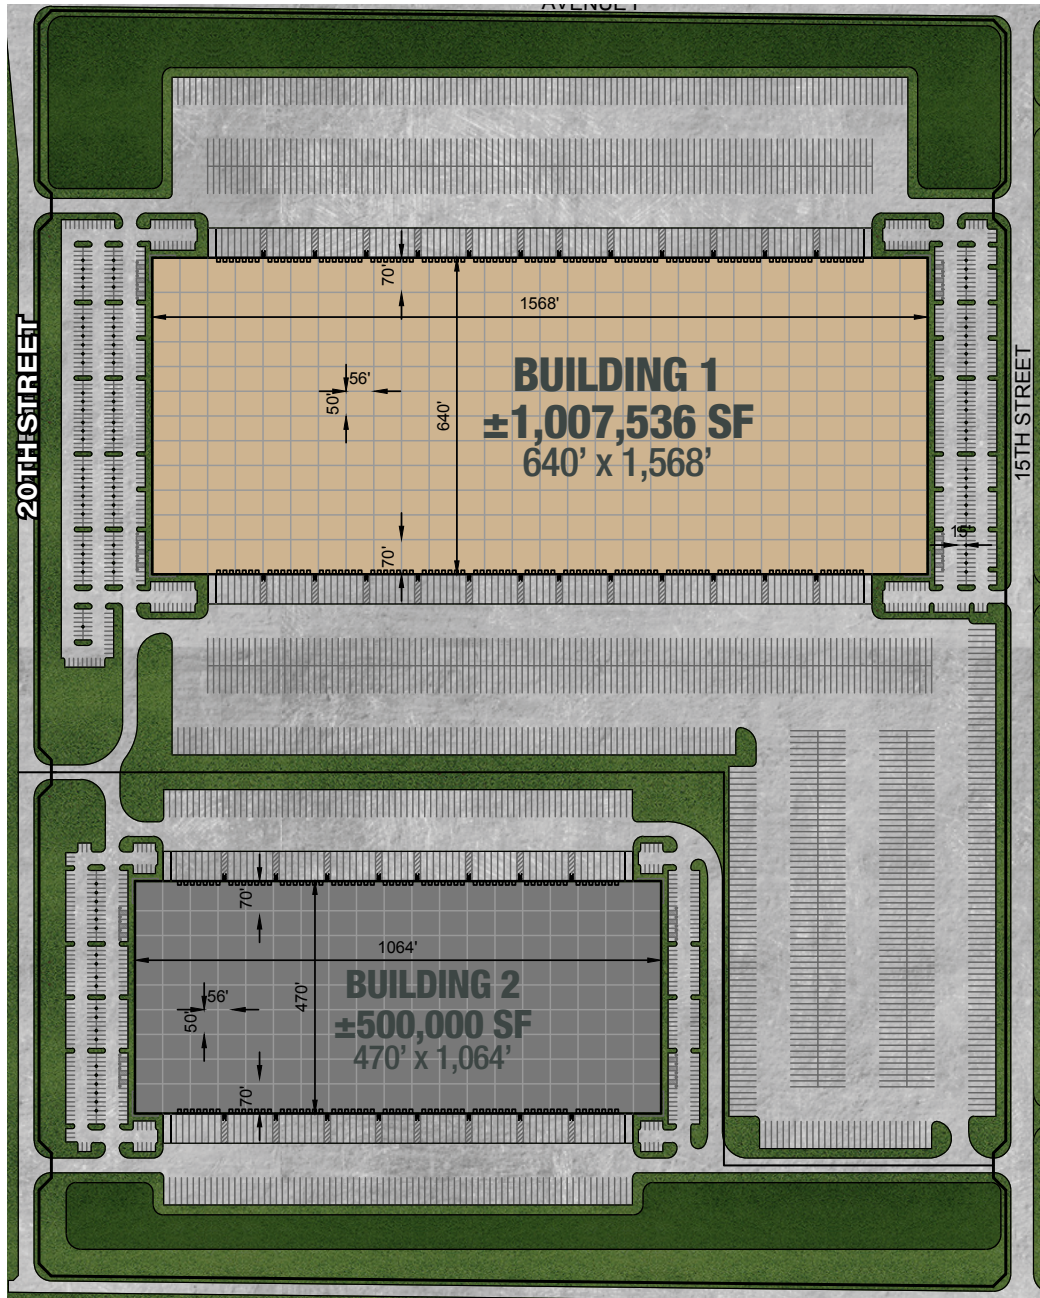 AVENUE I
70'
1568'
BUILDING 1
±1,007,536 SF
640' x 1,568'
56'
50'
640'
70'
15'
20TH STREET
15TH STREET
70'
1064'
BUILDING 2
±500,000 SF
470' x 1,064'
56'
50'
470'
70'